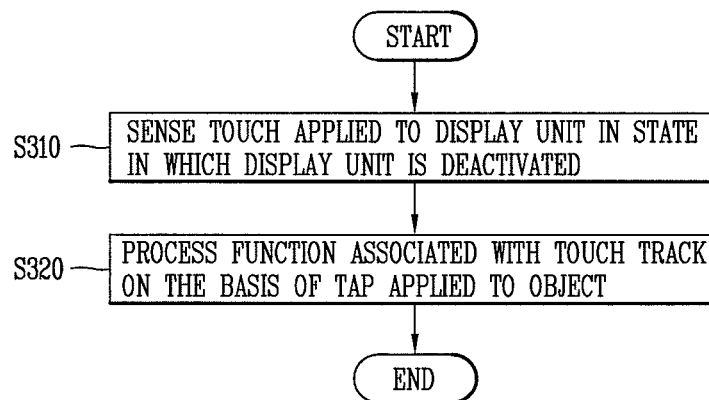 START
S310
SENSE TOUCH APPLIED TO DISPLAY UNIT IN STATE
IN WHICH DISPLAY UNIT IS DEACTIVATED
S320
PROCESS FUNCTION ASSOCIATED WITH TOUCH TRACK
ON THE BASIS OF TAP APPLIED TO OBJECT
END